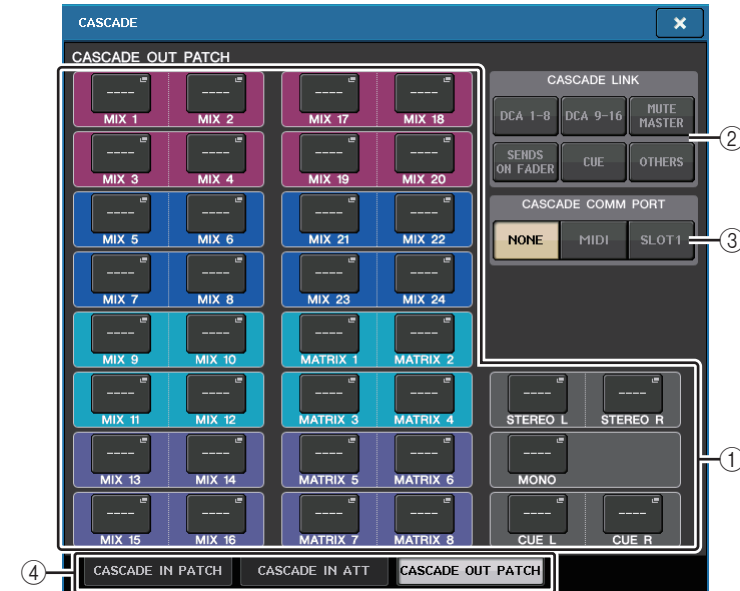 CASCADE
×
CASCADE OUT PATCH
---- ---- ---- ----
MIX 1 MIX 2 MIX 17 MIX 18
---- ---- ---- ----
MIX 3 MIX 4 MIX 19 MIX 20
---- ---- ---- ----
MIX 5 MIX 6 MIX 21 MIX 22
---- ---- ---- ----
MIX 7 MIX 8 MIX 23 MIX 24
---- ---- ---- ----
MIX 9 MIX 10 MATRIX 1 MATRIX 2
---- ---- ---- ----
MIX 11 MIX 12 MATRIX 3 MATRIX 4
---- ---- ---- ----
MIX 13 MIX 14 MATRIX 5 MATRIX 6
---- ---- ---- ----
MIX 15 MIX 16 MATRIX 7 MATRIX 8
CASCADE LINK
DCA 1-8 DCA 9-16 MUTE MASTER
SENDS ON FADER CUE OTHERS
②
CASCADE COMM PORT
NONE MIDI SLOT1
③
---- ----
STEREO L STEREO R
----
MONO
①
---- ----
CUE L CUE R
④
CASCADE IN PATCH CASCADE IN ATT CASCADE OUT PATCH